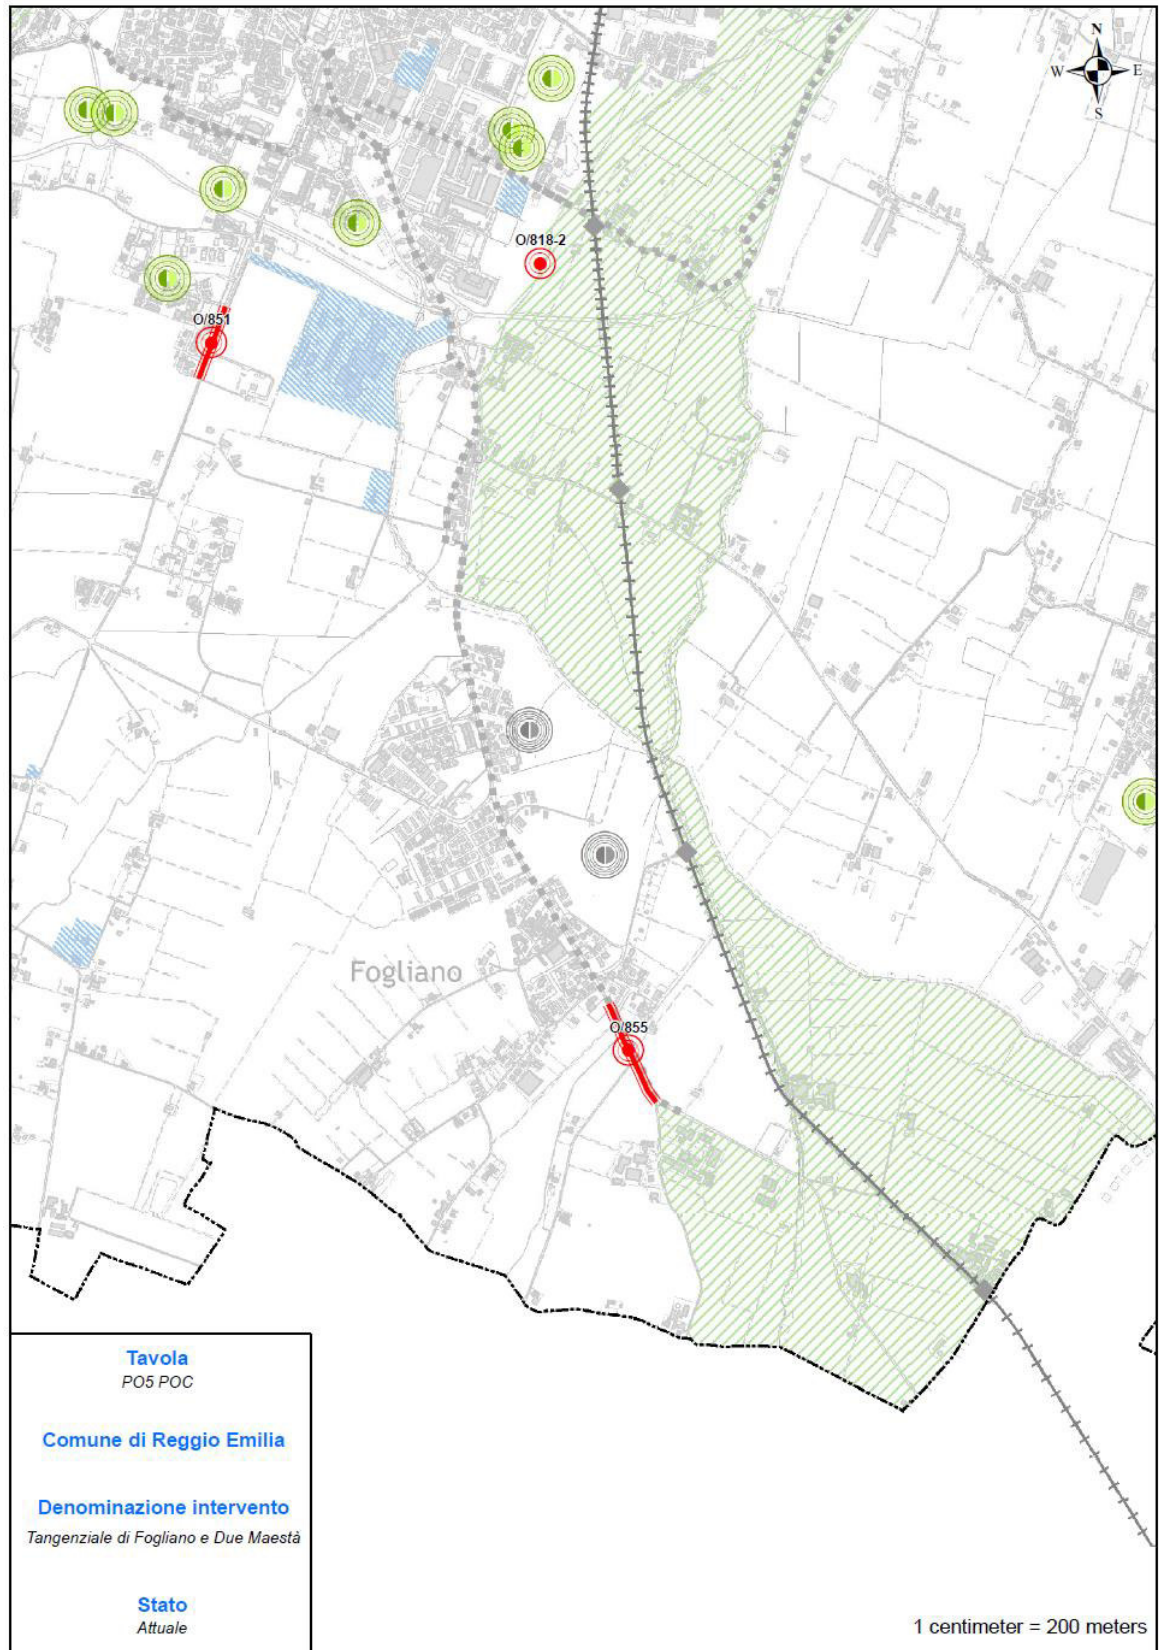 N
W E
S
O/818-2
O/851
Fogliano
O/855
Tavola
PO5 POC
Comune di Reggio Emilia
Denominazione intervento
Tangenziale di Fogliano e Due Maestà
Stato
Attuale
1 centimeter = 200 meters